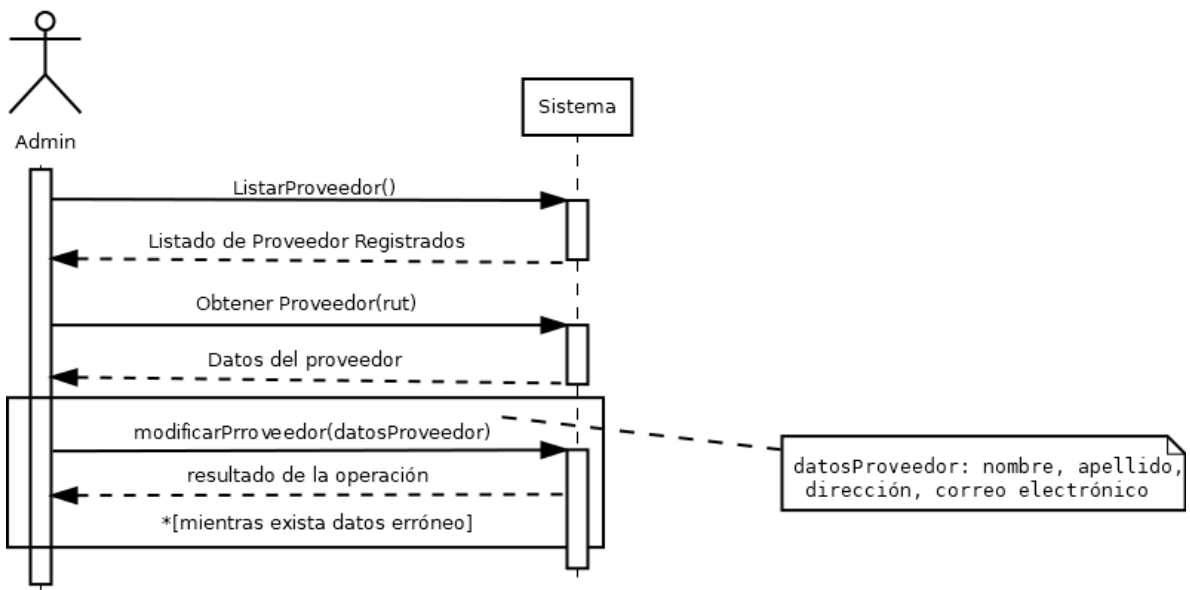 Admin
Sistema
ListarProveedor()
Listado de Proveedor Registrados
Obtener Proveedor(rut)
Datos del proveedor
modificarPrroveedor(datosProveedor)
resultado de la operación
*[mientras exista datos erróneo]
datosProveedor: nombre, apellido,
dirección, correo electrónico